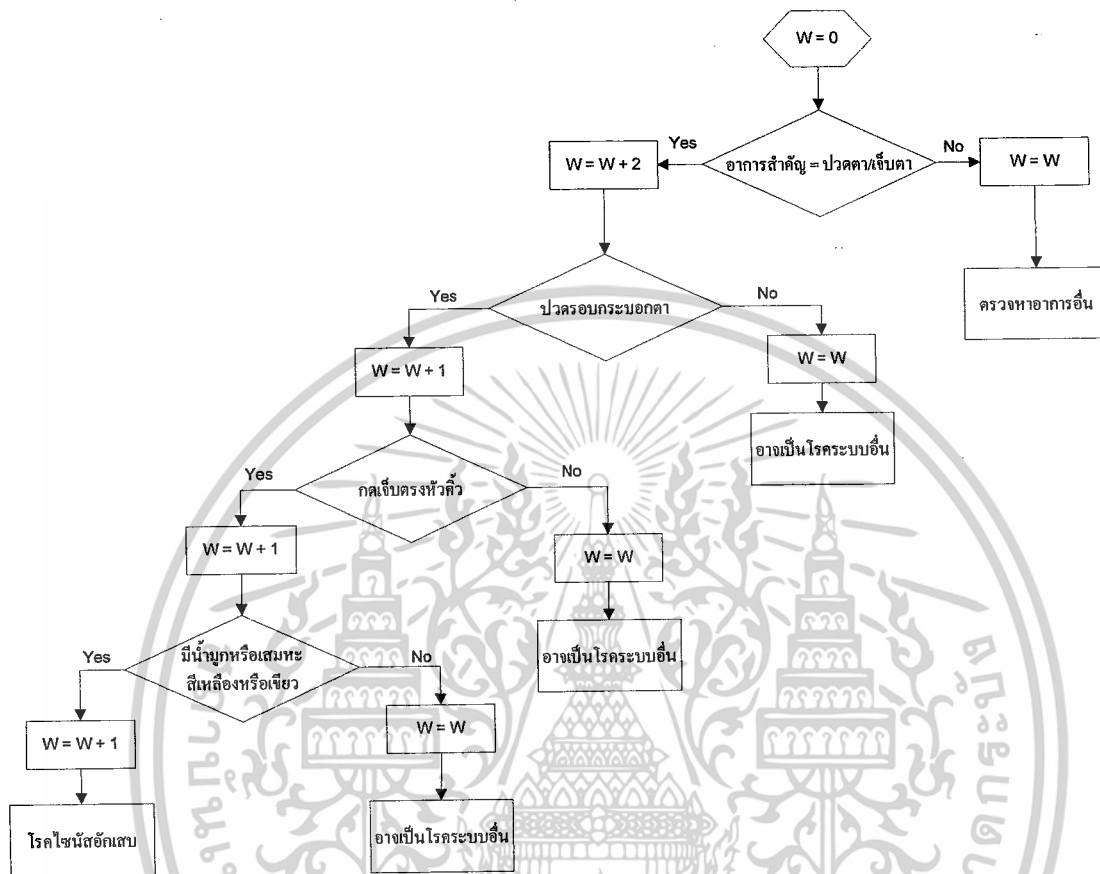 W = 0
Yes
No
W = W + 2
อาการสำคัญ = ปวดตา/เจ็บตา
W = W
Yes
No
ปวดรอบกระบอกตา
ตรวจหาอาการอื่น
W = W + 1
W = W
Yes
No
กดเจ็บตรงหัวคิ้ว
อาจเป็นโรคระบบอื่น
W = W + 1
W = W
Yes
No
มีน้ำมูกหรือเสมหะ
สีเหลืองหรือเขียว
อาจเป็นโรคระบบอื่น
W = W + 1
W = W
โรคไซนัสอักเสบ
อาจเป็นโรคระบบอื่น